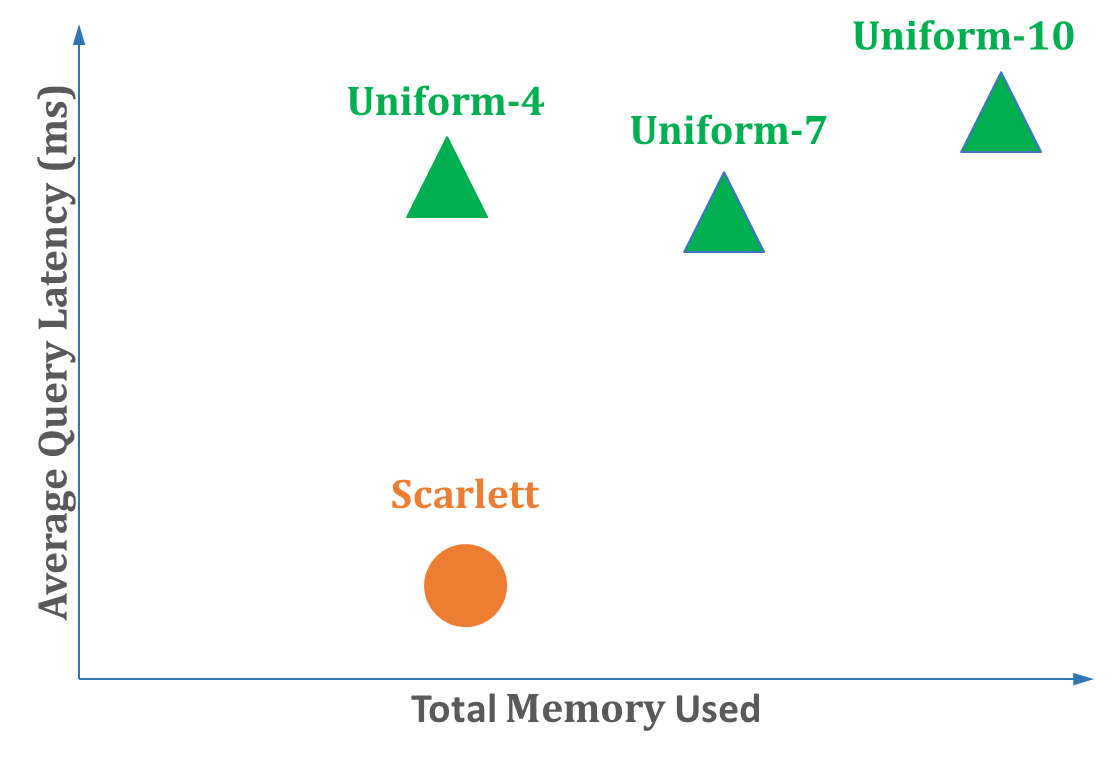 Uniform-10
Uniform-4
Uniform-7
Average Query Latency (ms)
Scarlett
Total Memory Used